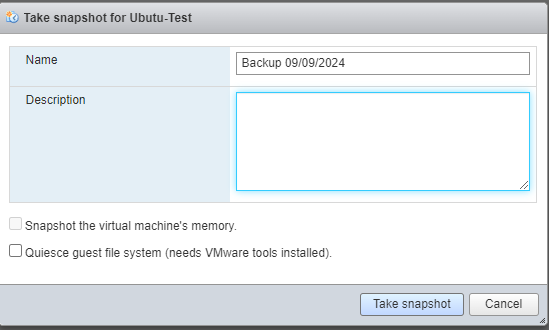 Take snapshot for Ubutu-Test
Name
Backup 09/09/2024
Description
Snapshot the virtual machine's memory.
Quiesce guest file system (needs VMware tools installed).
Take snapshot
Cancel